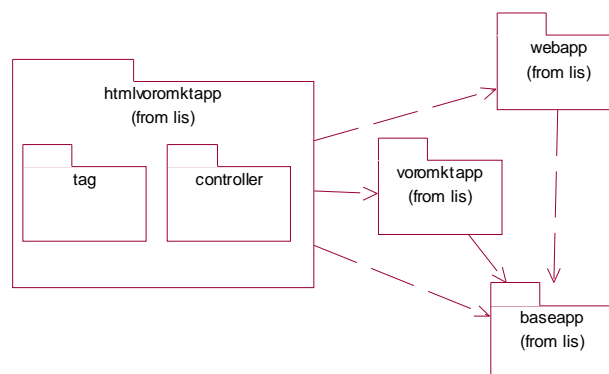 webapp
(from lis)
htmlvoromktapp
(from lis)
tag
controller
voromktapp
(from lis)
baseapp
(from lis)